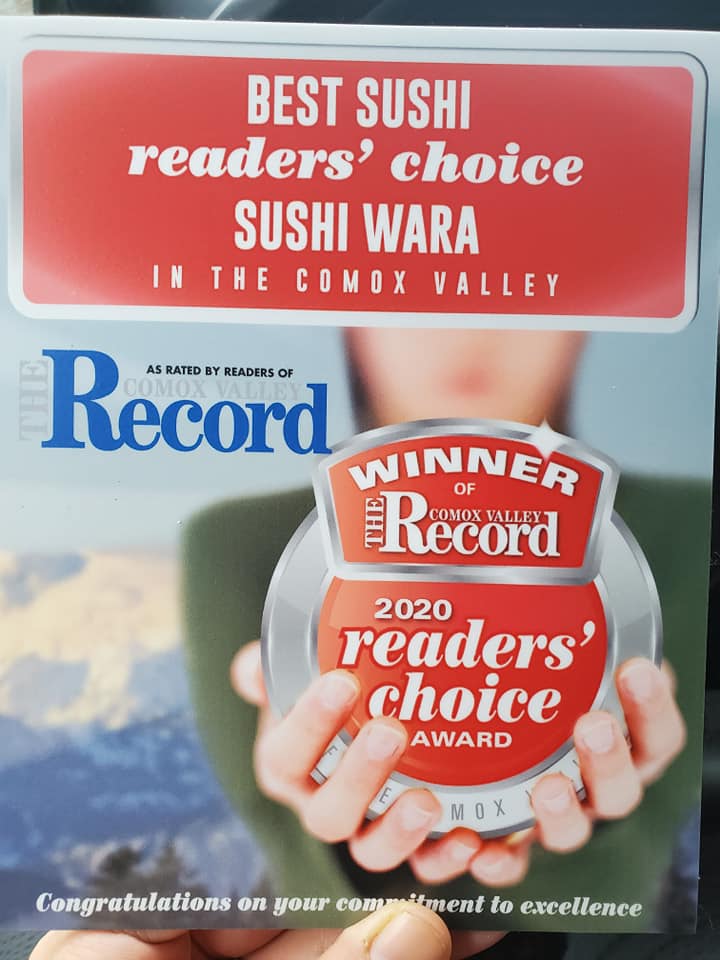 BEST SUSHI
readers' choice
SUSHI WARA
IN THE COMOX VALLEY
AS RATED BY READERS OF
THE COMOX VALLEY
Record
WINNER
OF
THE COMOX VALLEY
Record
2020
readers'
choice
AWARD
MOX
Congratulations on your commitment to excellence